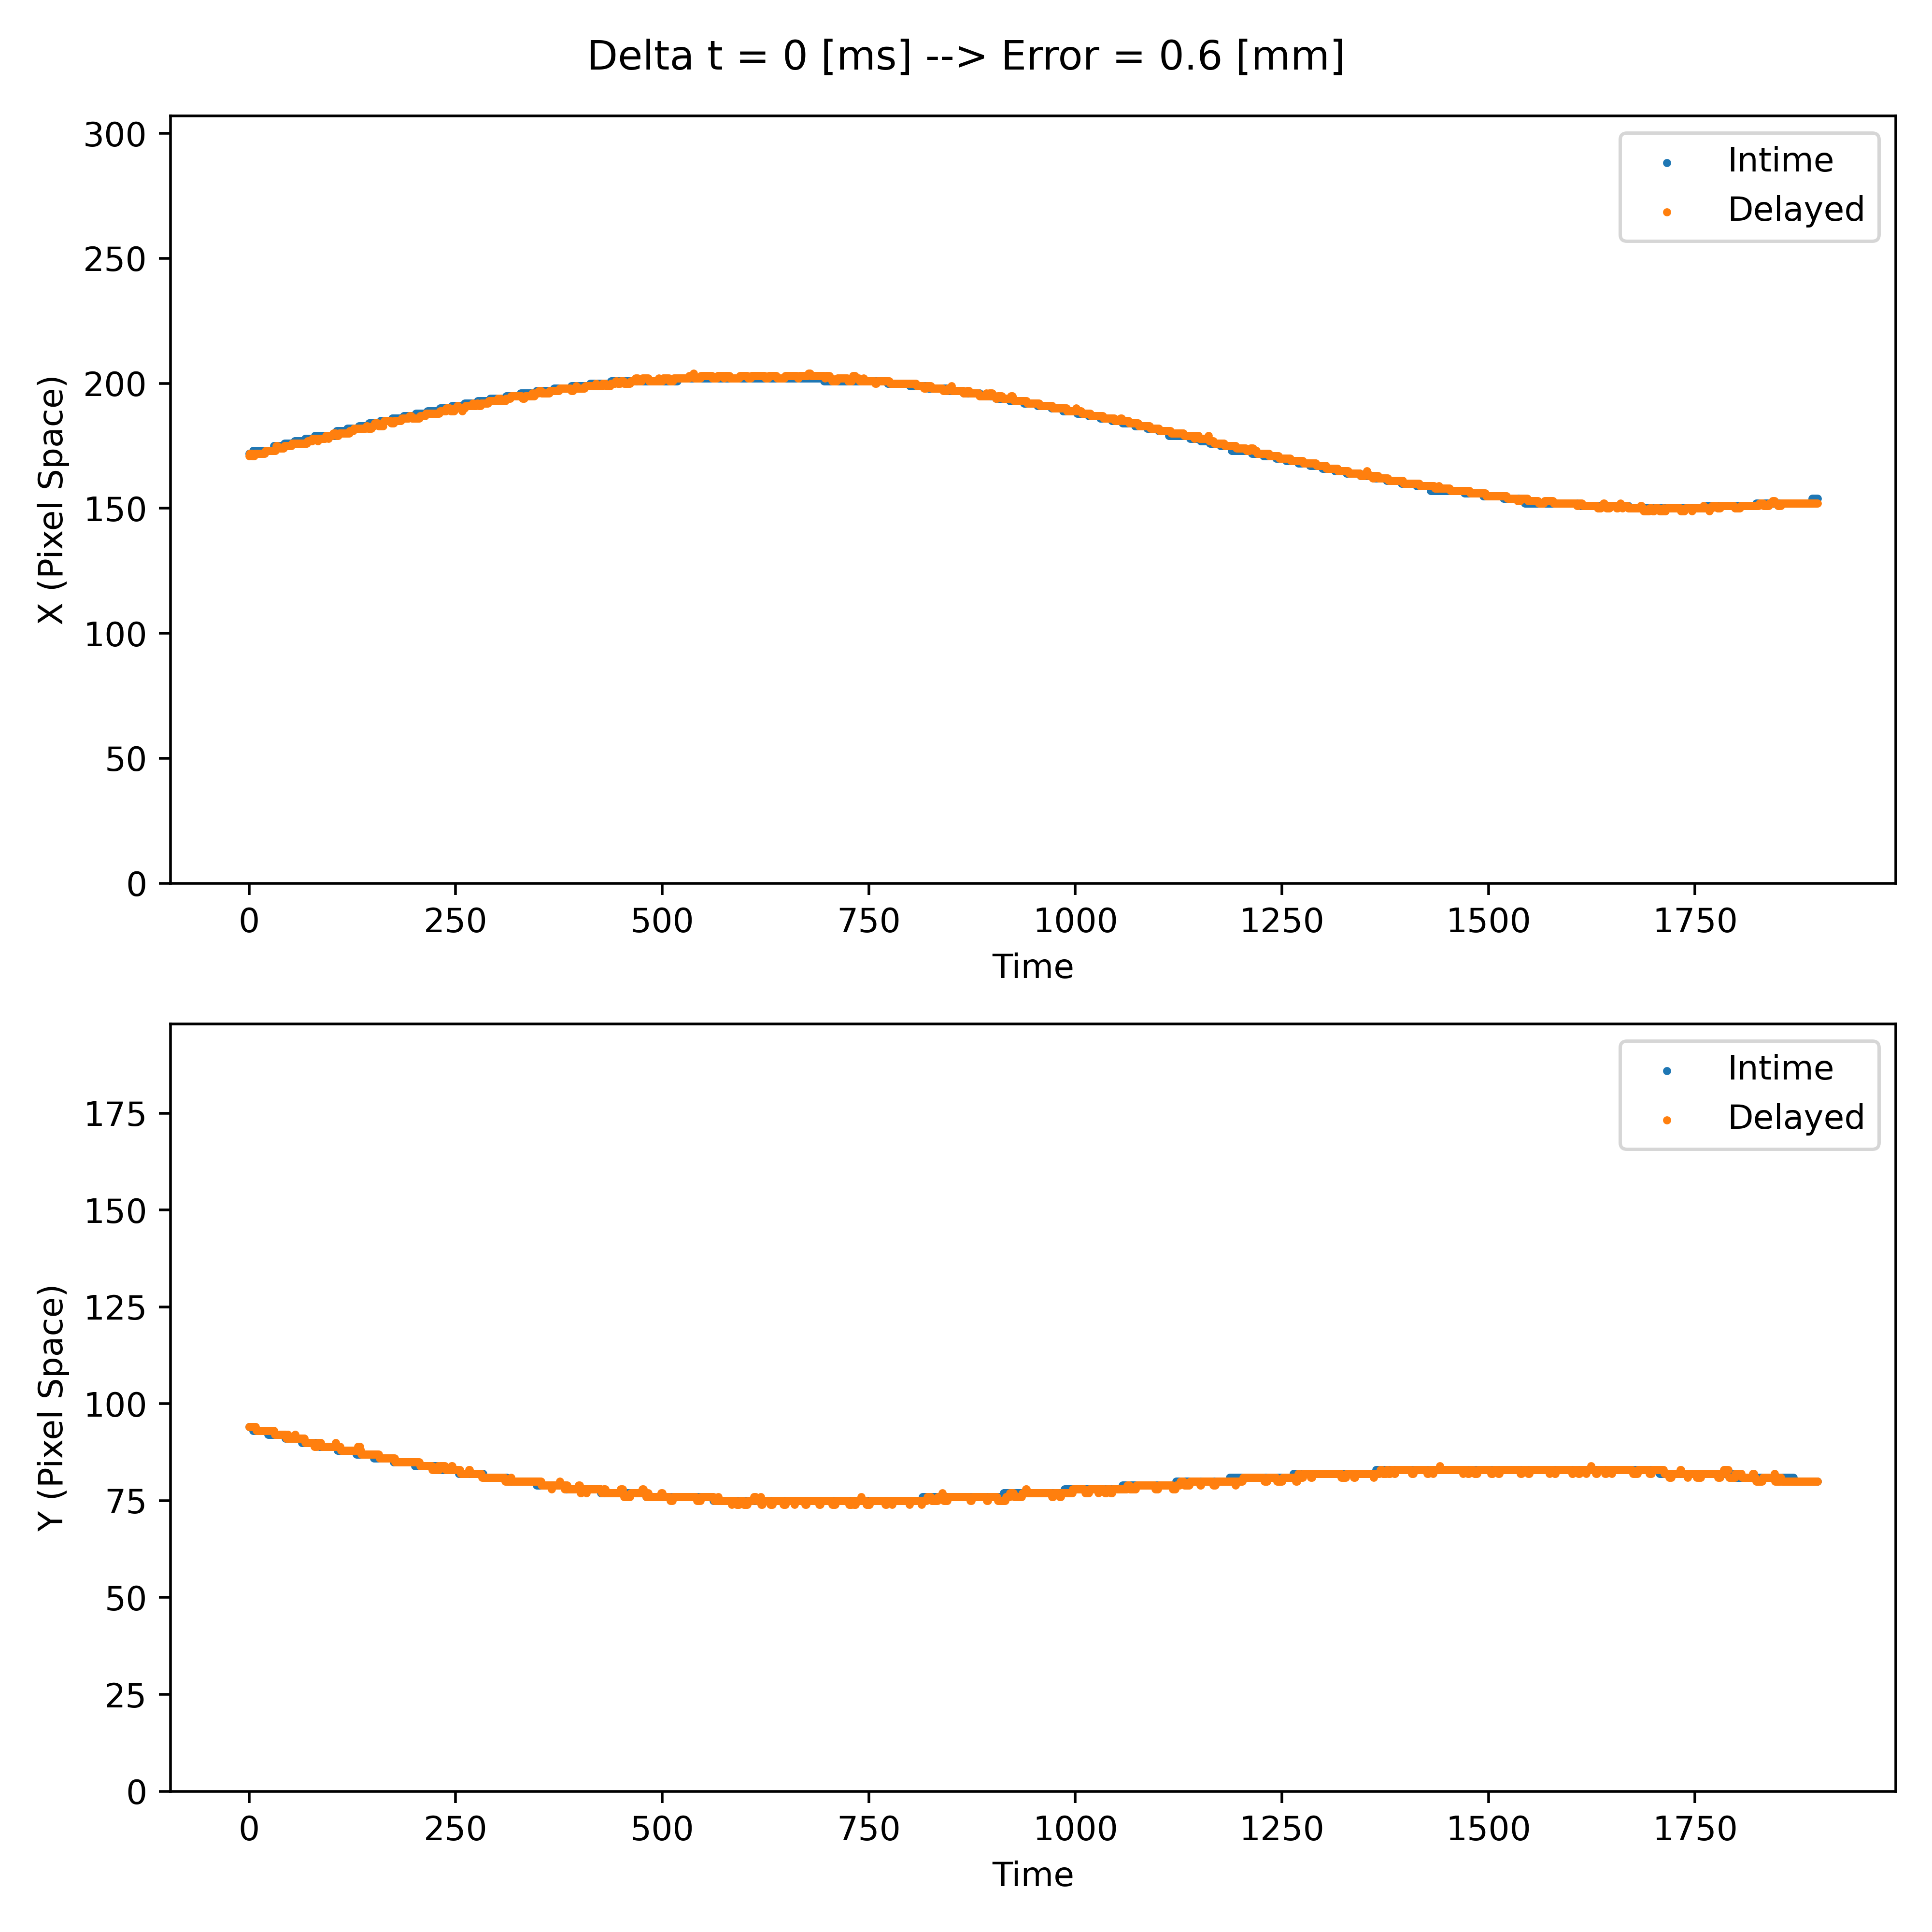 Delta t = 0 [ms] --> Error = 0.6 [mm]
300
250
200
150
100
50
0
X (Pixel Space)
Intime
Delayed
0 250 500 750 1000 1250 1500 1750
Time
175
150
125
100
75
50
25
0
Y (Pixel Space)
Intime
Delayed
0 250 500 750 1000 1250 1500 1750
Time